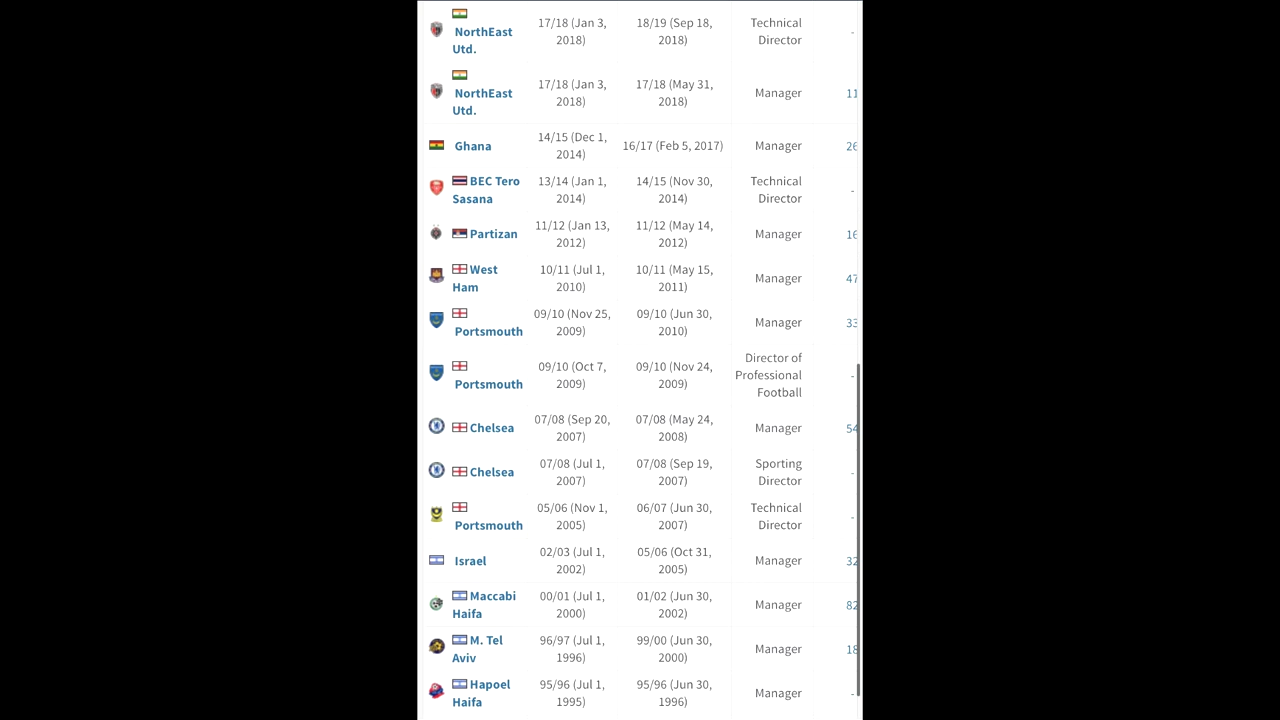 NorthEast Utd. 17/18 (Jan 3, 2018) 18/19 (Sep 18, 2018) Technical Director -
NorthEast Utd. 17/18 (Jan 3, 2018) 17/18 (May 31, 2018) Manager 11
Ghana 14/15 (Dec 1, 2014) 16/17 (Feb 5, 2017) Manager 26
BEC Tero Sasana 13/14 (Jan 1, 2014) 14/15 (Nov 30, 2014) Technical Director -
Partizan 11/12 (Jan 13, 2012) 11/12 (May 14, 2012) Manager 16
West Ham 10/11 (Jul 1, 2010) 10/11 (May 15, 2011) Manager 47
Portsmouth 09/10 (Nov 25, 2009) 09/10 (Jun 30, 2010) Manager 33
Portsmouth 09/10 (Oct 7, 2009) 09/10 (Nov 24, 2009) Director of Professional Football -
Chelsea 07/08 (Sep 20, 2007) 07/08 (May 24, 2008) Manager 54
Chelsea 07/08 (Jul 1, 2007) 07/08 (Sep 19, 2007) Sporting Director -
Portsmouth 05/06 (Nov 1, 2005) 06/07 (Jun 30, 2007) Technical Director -
Israel 02/03 (Jul 1, 2002) 05/06 (Oct 31, 2005) Manager 32
Maccabi Haifa 00/01 (Jul 1, 2000) 01/02 (Jun 30, 2002) Manager 82
M. Tel Aviv 96/97 (Jul 1, 1996) 99/00 (Jun 30, 2000) Manager 18
Hapoel Haifa 95/96 (Jul 1, 1995) 95/96 (Jun 30, 1996) Manager -